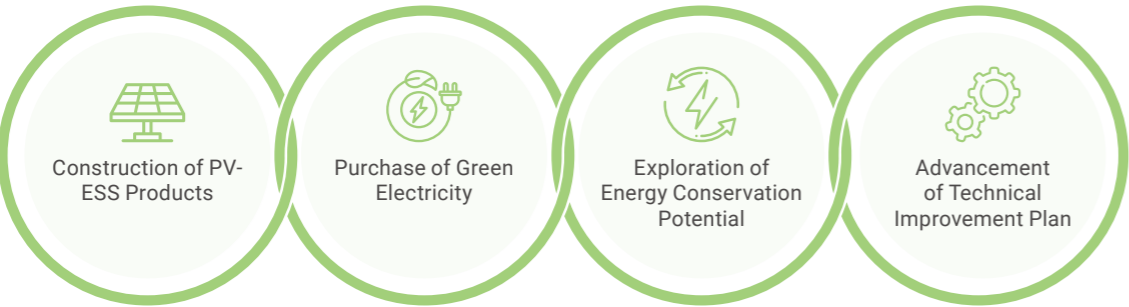 Construction of PV-
ESS Products
Purchase of Green
Electricity
Exploration of
Energy Conservation
Potential
Advancement
of Technical
Improvement Plan